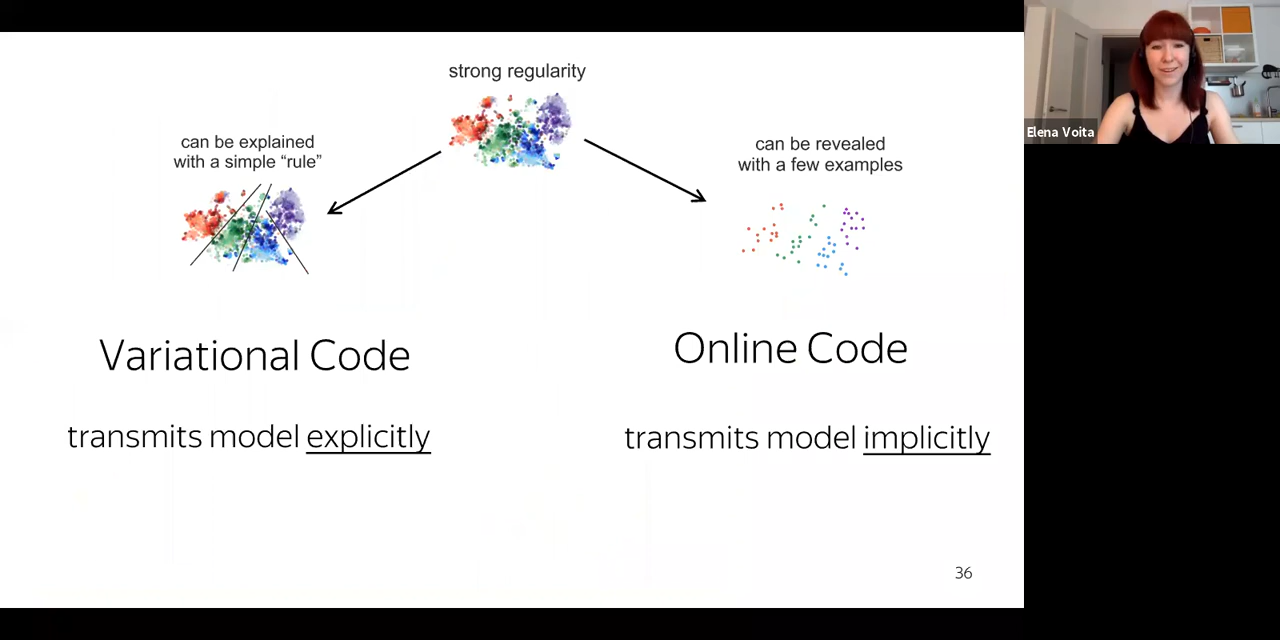 strong regularity
can be explained
with a simple “rule”
can be revealed
with a few examples
Variational Code
Online Code
transmits model explicitly
transmits model implicitly
36
Elena Voita